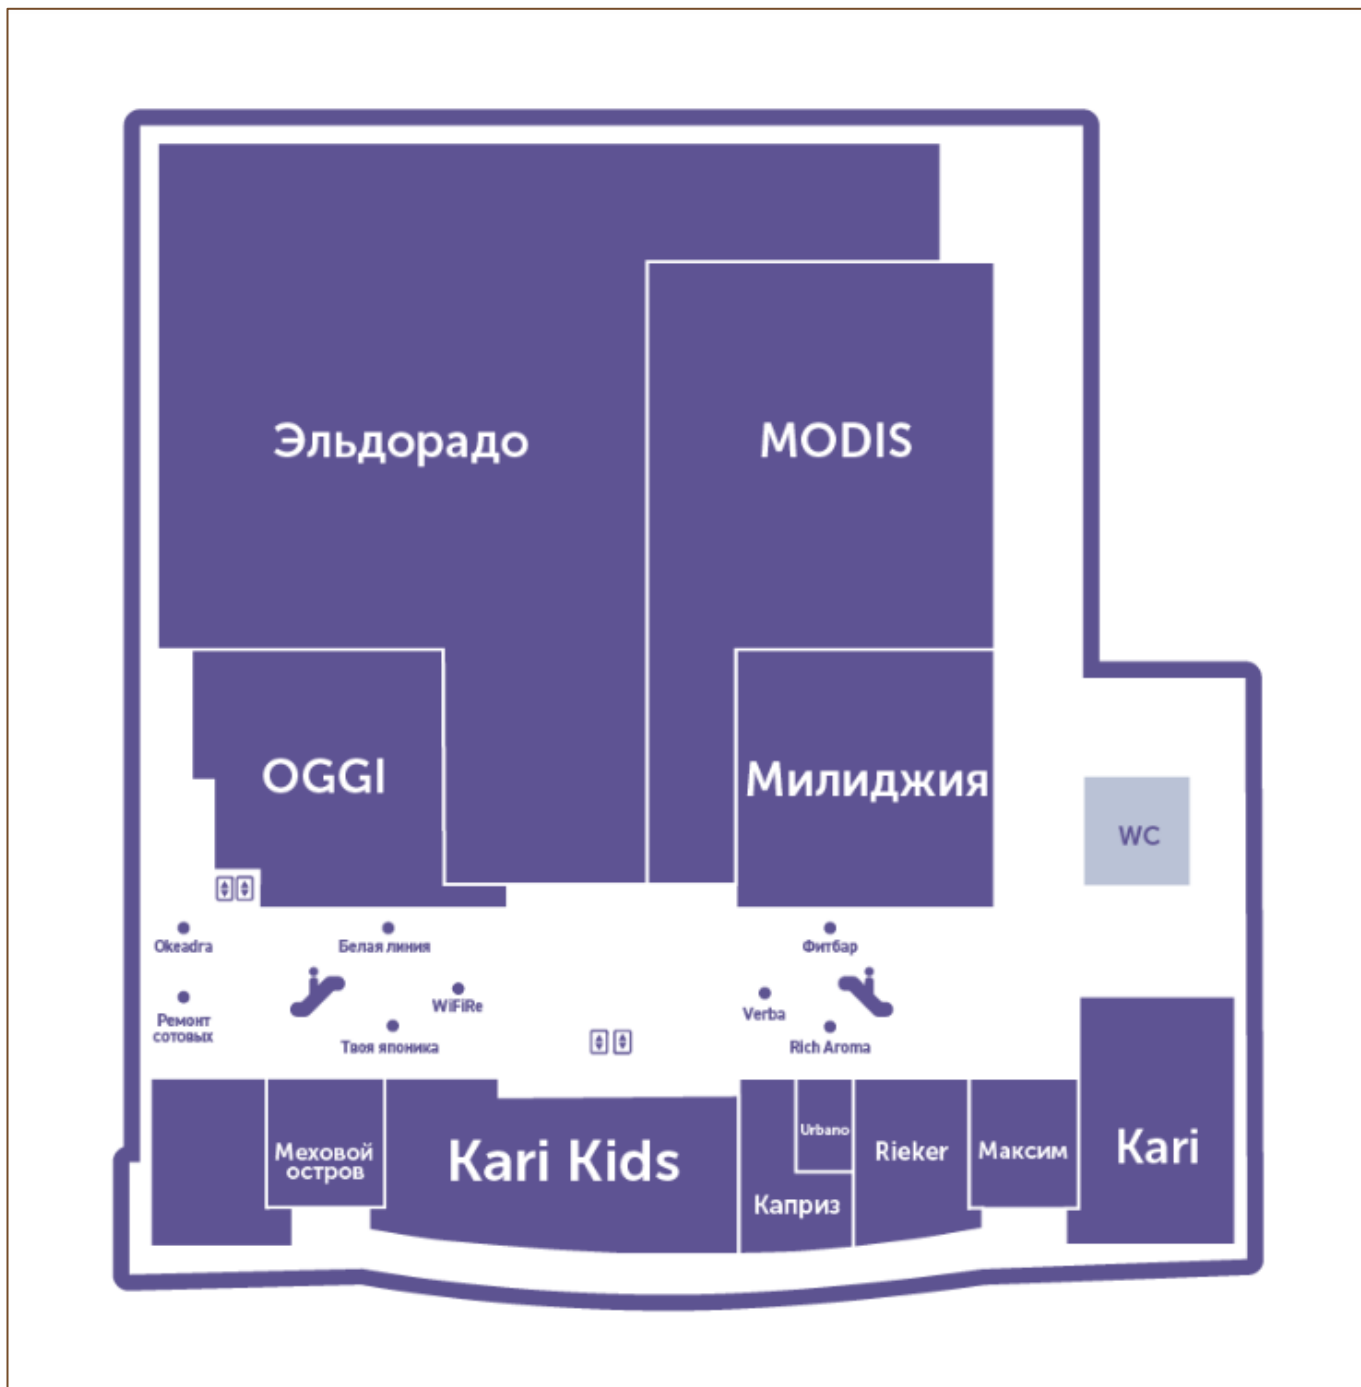 Эльдорадо
MODIS
OGGI
Милиджия
WC
Okeadra
Белая линия
Фитбар
WiFiRe
Verba
Ремонт
сотовых
Твоя японика
Rich Aroma
Меховой
остров
Kari Kids
Urbano
Каприз
Rieker
Максим
Kari